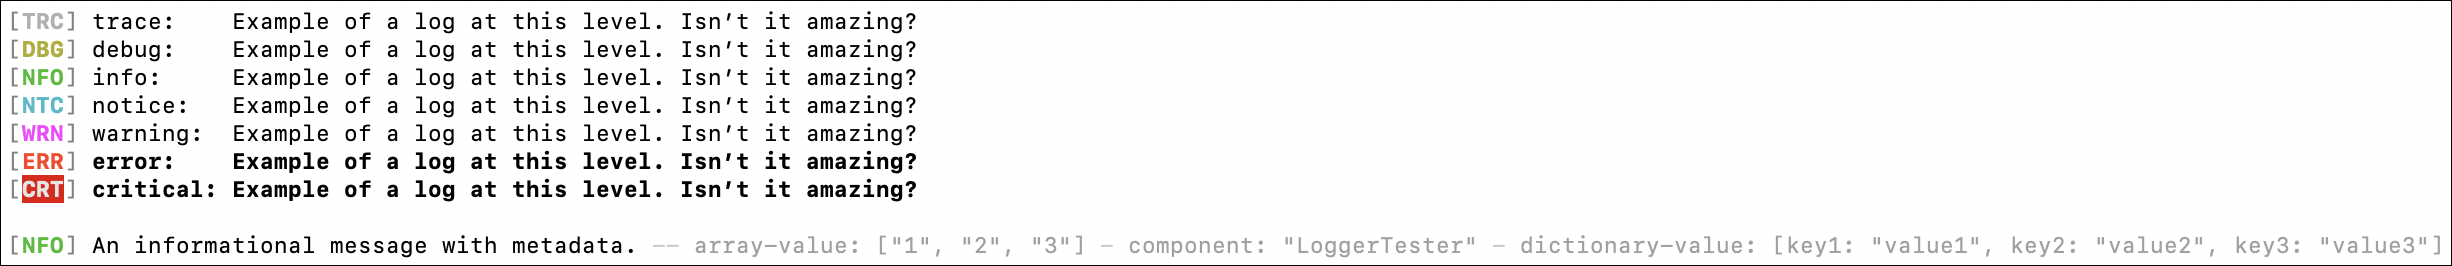 [TRC] trace:    Example of a log at this level. Isn’t it amazing?
[DBG] debug:    Example of a log at this level. Isn’t it amazing?
[NFO] info:     Example of a log at this level. Isn’t it amazing?
[NTC] notice:   Example of a log at this level. Isn’t it amazing?
[WRN] warning:  Example of a log at this level. Isn’t it amazing?
[ERR] error:    Example of a log at this level. Isn’t it amazing?
[CRT] critical: Example of a log at this level. Isn’t it amazing?
[NFO] An informational message with metadata. -- array-value: ["1", "2", "3"] - component: "LoggerTester" - dictionary-value: [key1: "value1", key2: "value2", key3: "value3"]